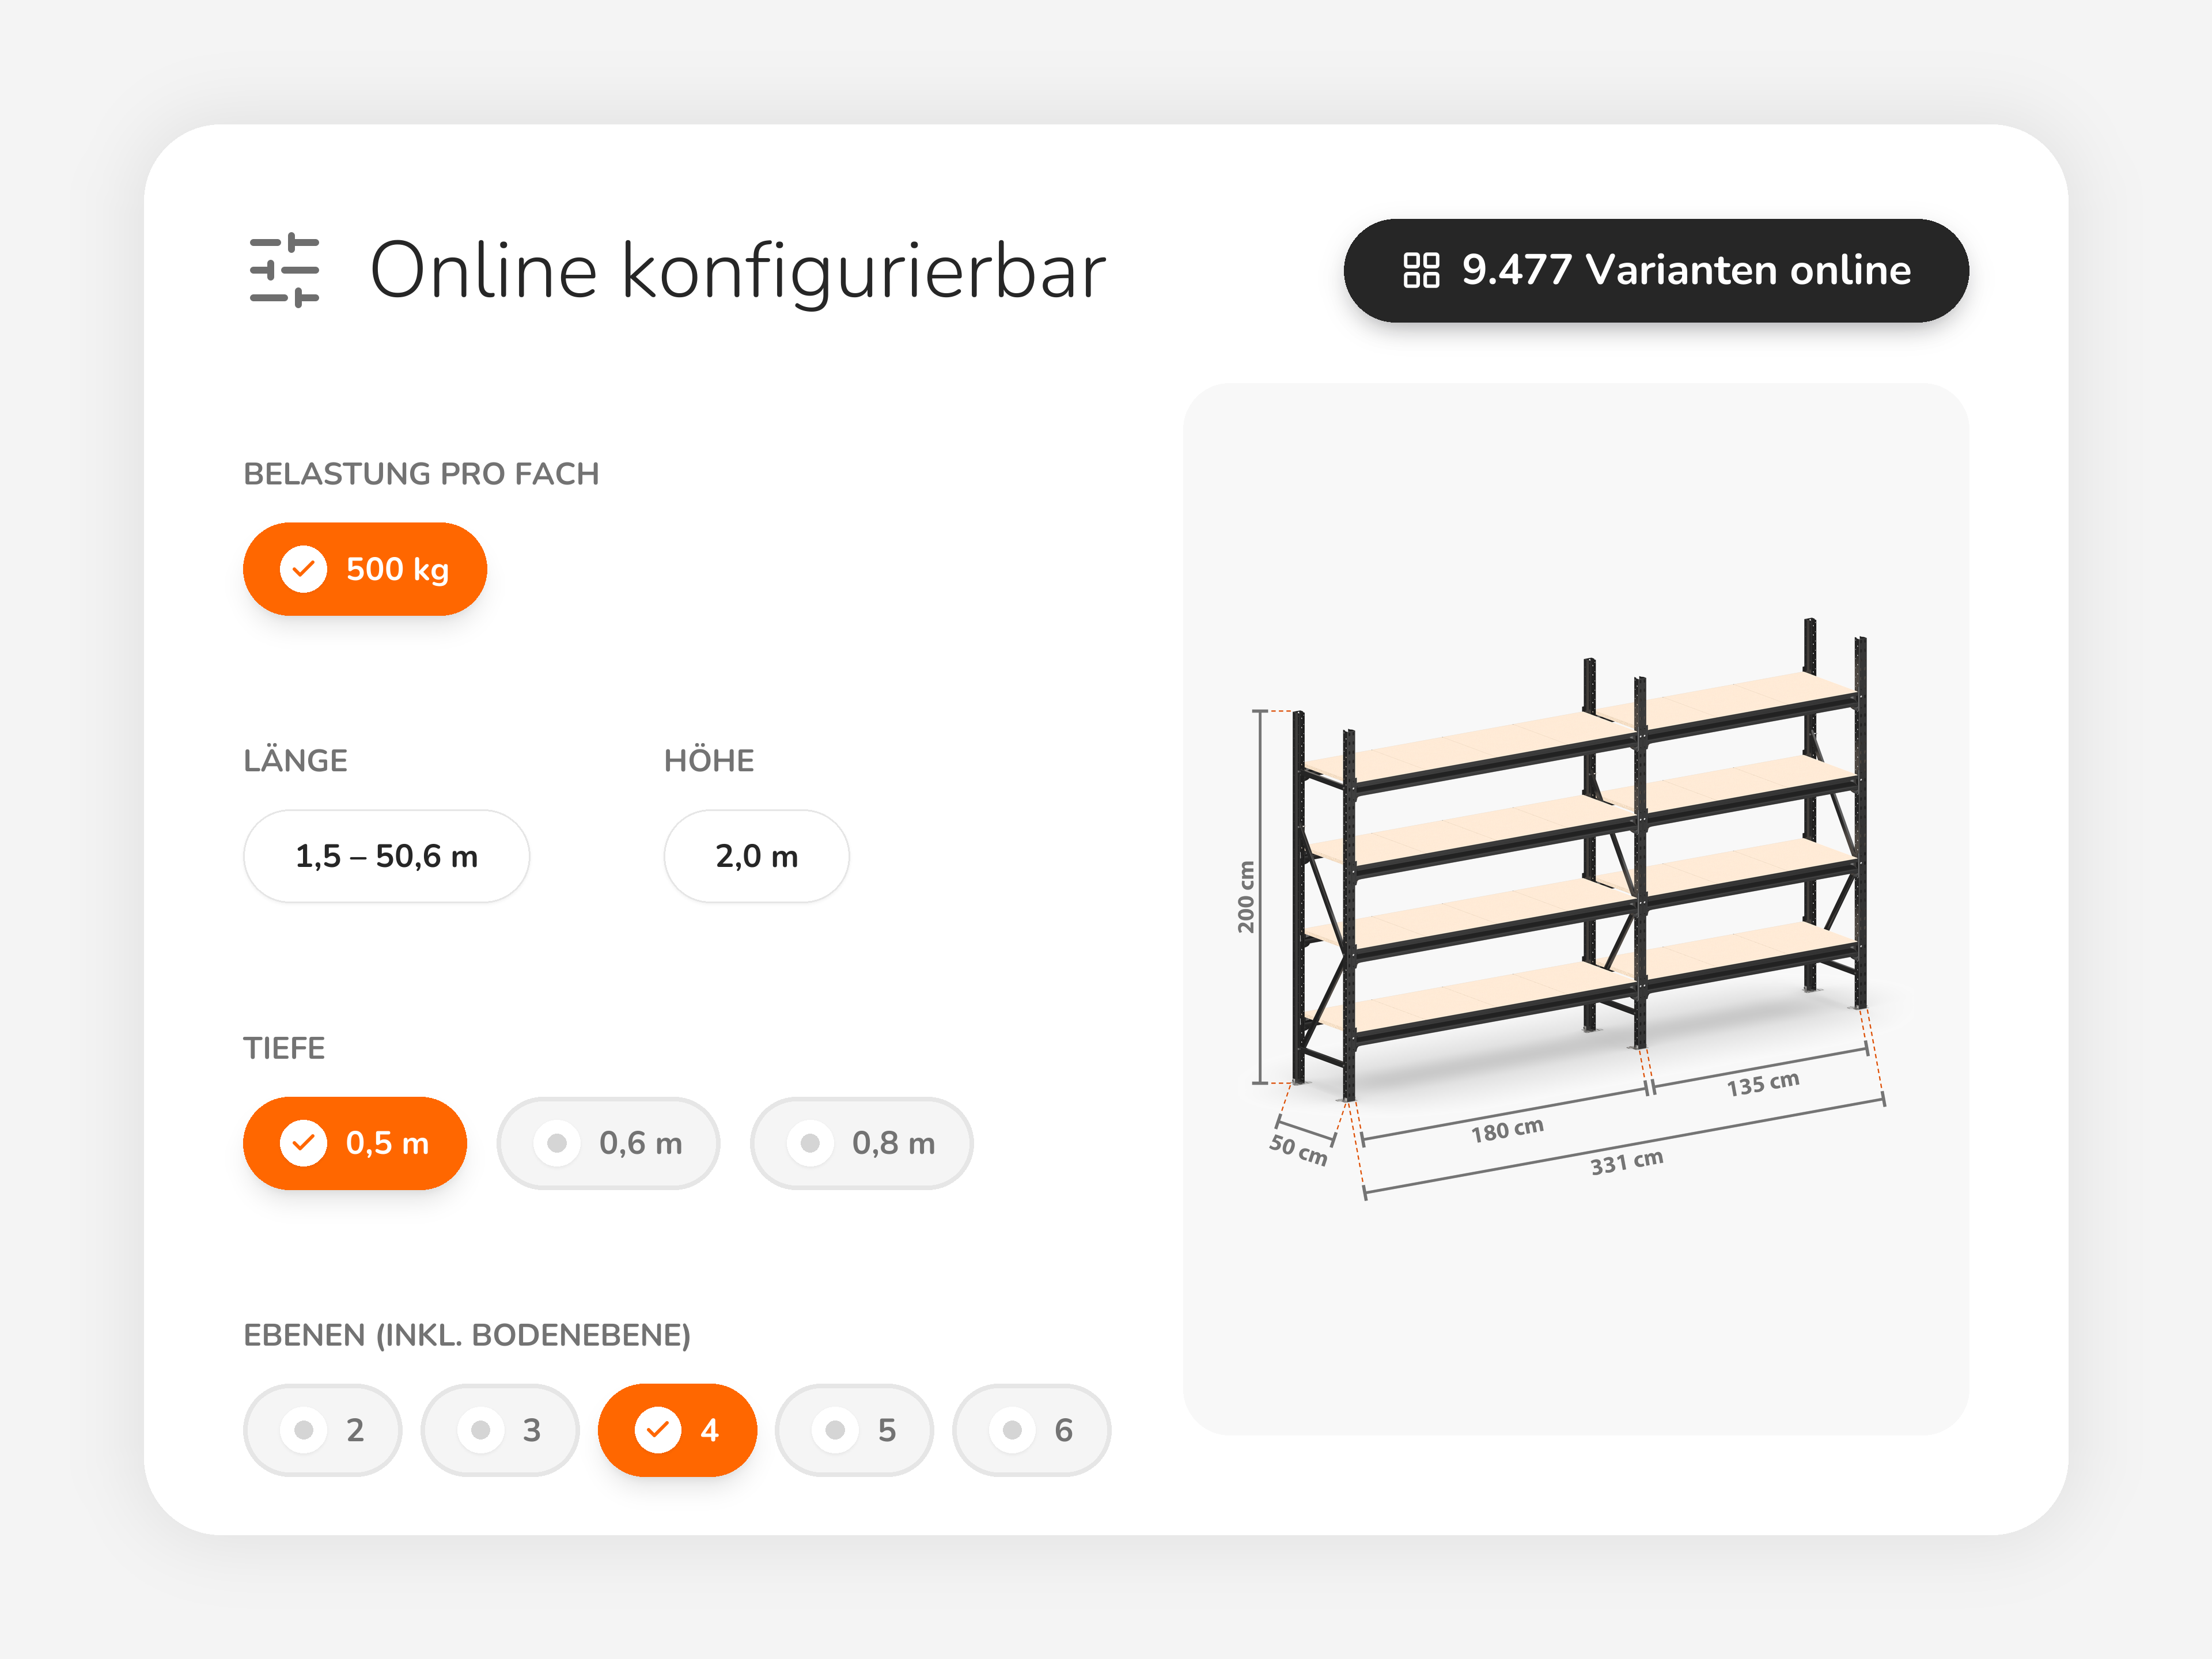 Online konfigurierbar
9.477 Varianten online
BELASTUNG PRO FACH
500 kg
LÄNGE
HÖHE
1,5 – 50,6 m
2,0 m
TIEFE
0,5 m
0,6 m
0,8 m
EBENEN (INKL. BODENEBENE)
2
3
4
5
6
200 cm
50 cm
180 cm
135 cm
331 cm